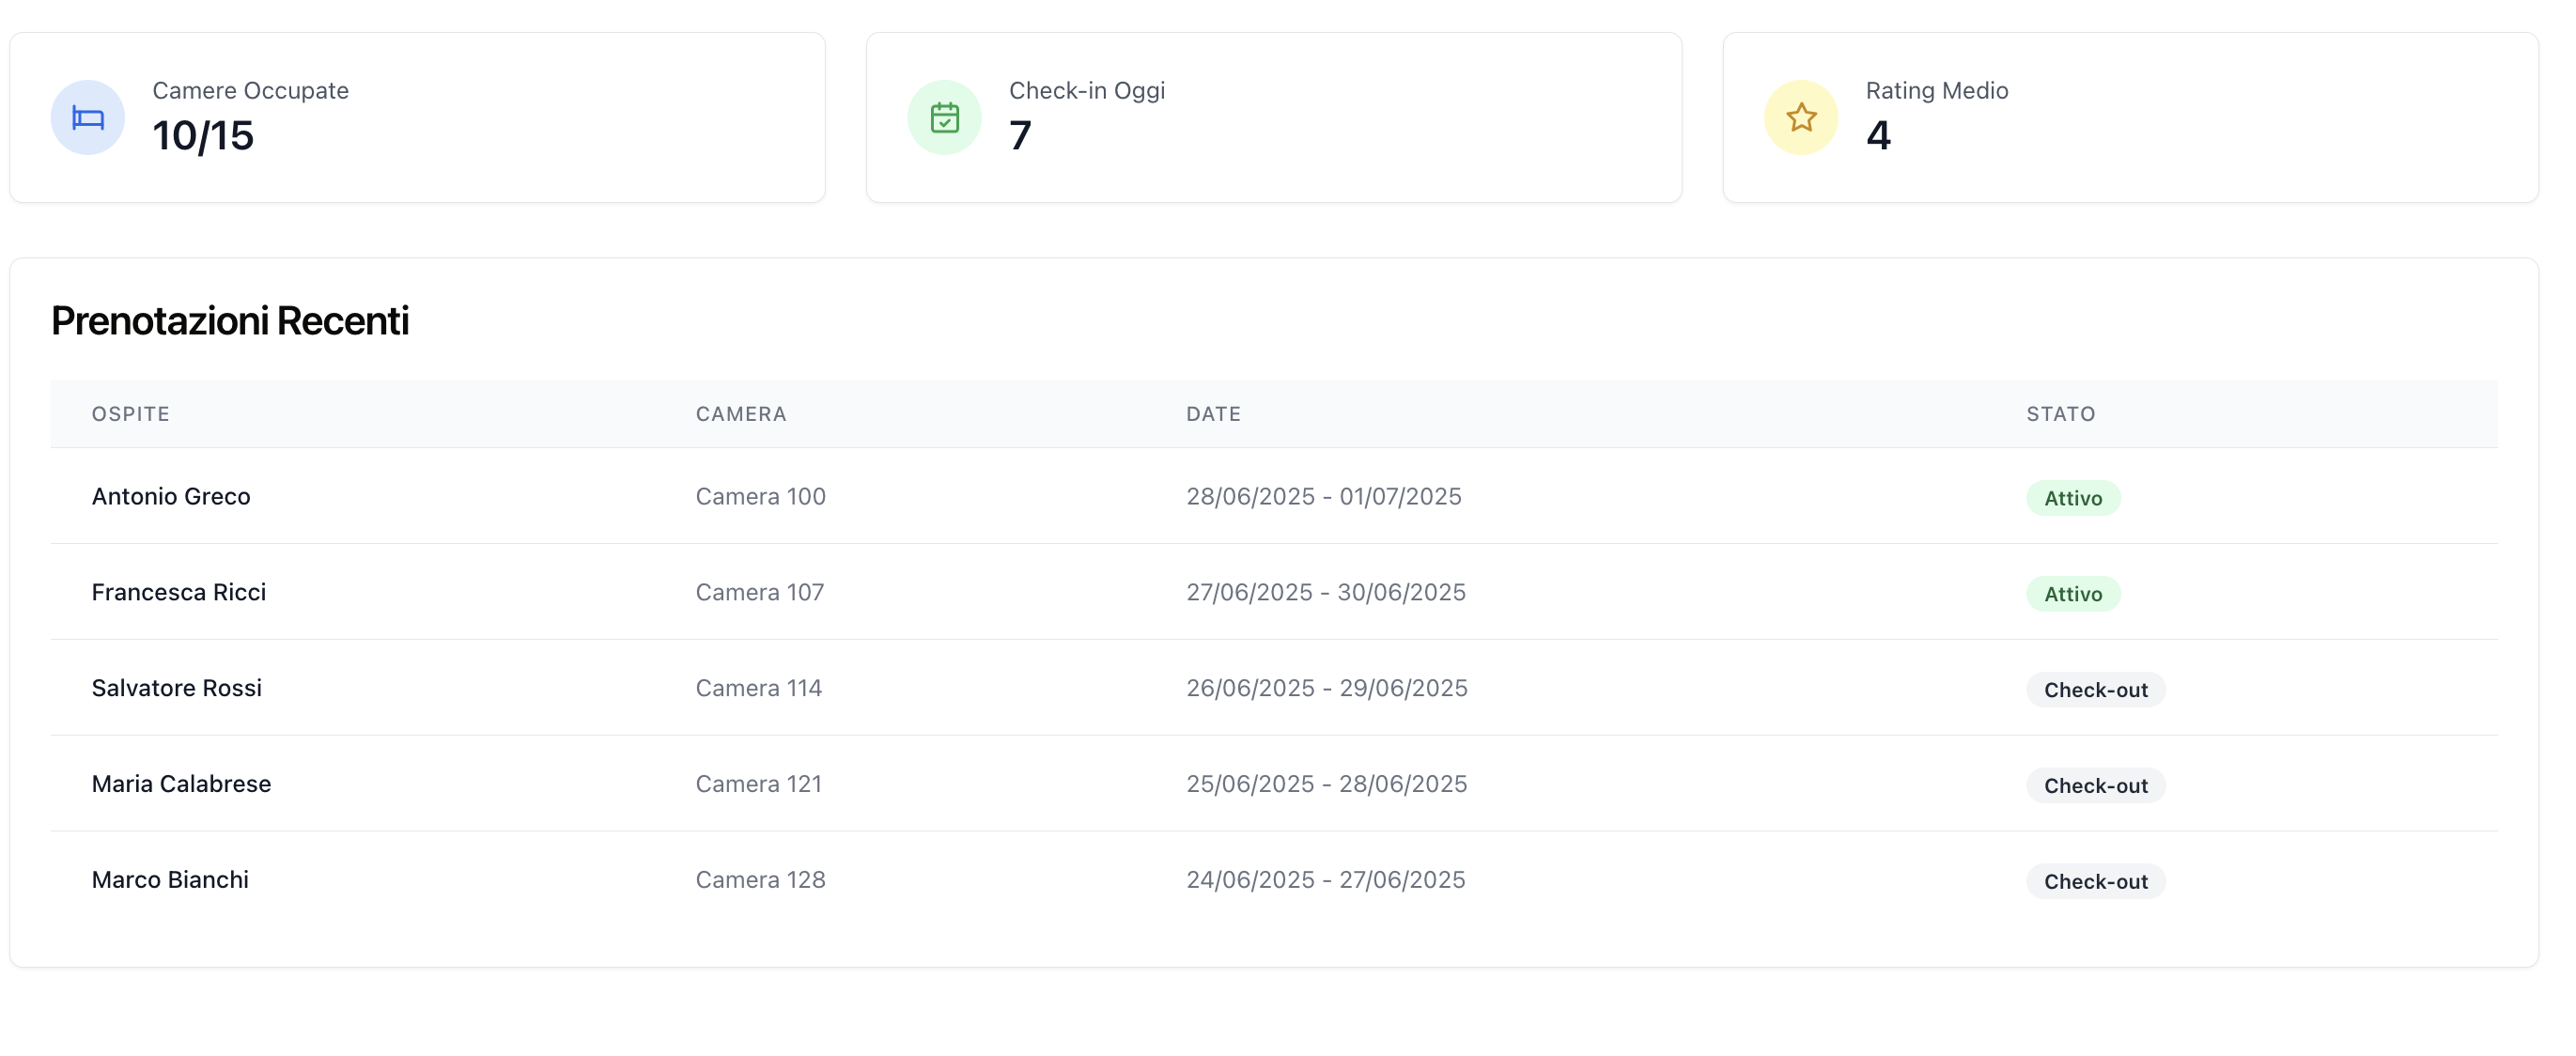 Camere Occupate
10/15
Check-in Oggi
7
Rating Medio
4
Prenotazioni Recenti
OSPITE CAMERA DATE STATO
Antonio Greco Camera 100 28/06/2025 - 01/07/2025 Attivo
Francesca Ricci Camera 107 27/06/2025 - 30/06/2025 Attivo
Salvatore Rossi Camera 114 26/06/2025 - 29/06/2025 Check-out
Maria Calabrese Camera 121 25/06/2025 - 28/06/2025 Check-out
Marco Bianchi Camera 128 24/06/2025 - 27/06/2025 Check-out